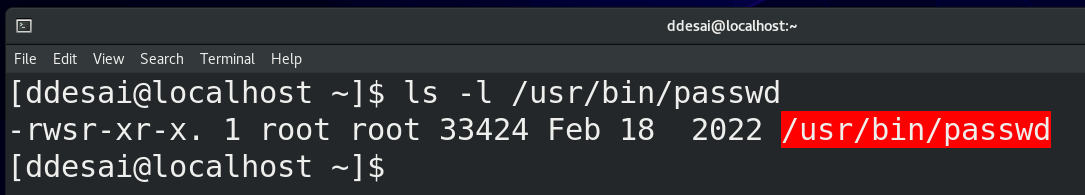 ddesai@localhost:~
File Edit View Search Terminal Help
[ddesai@localhost ~]$ ls -l /usr/bin/passwd
-rwsr-xr-x. 1 root root 33424 Feb 18  2022 /usr/bin/passwd
[ddesai@localhost ~]$